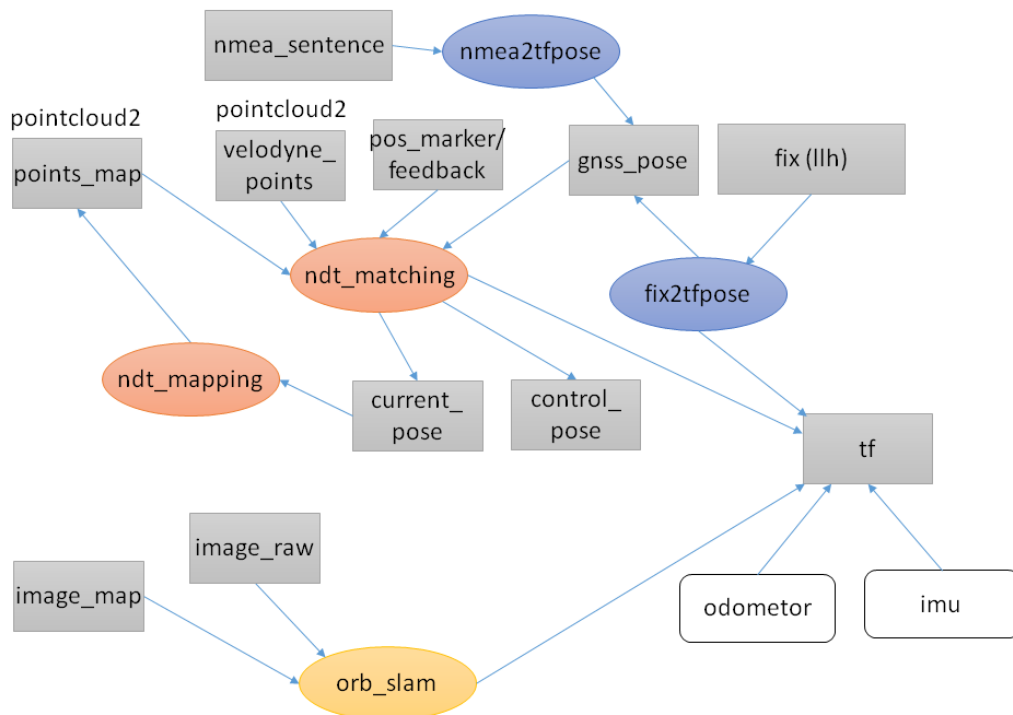 nmea_sentence
nmea2tfpose
pointcloud2
pointcloud2
points_map
velodyne_
points
pos_marker/
feedback
gnss_pose
fix (llh)
ndt_matching
fix2tfpose
ndt_mapping
current_
pose
control_
pose
tf
image_raw
image_map
odometor
imu
orb_slam